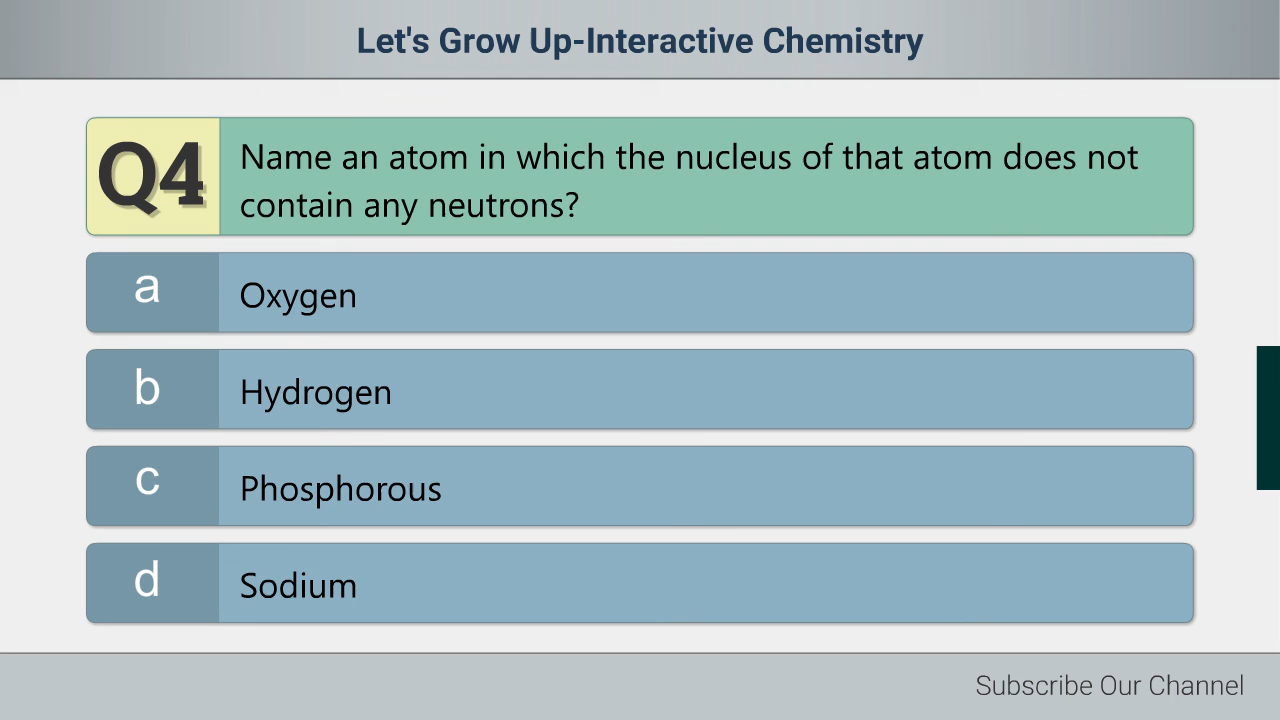 Let's Grow Up-Interactive Chemistry
Q4
Name an atom in which the nucleus of that atom does not
contain any neutrons?
a
Oxygen
b
Hydrogen
c
Phosphorous
d
Sodium
Subscribe Our Channel